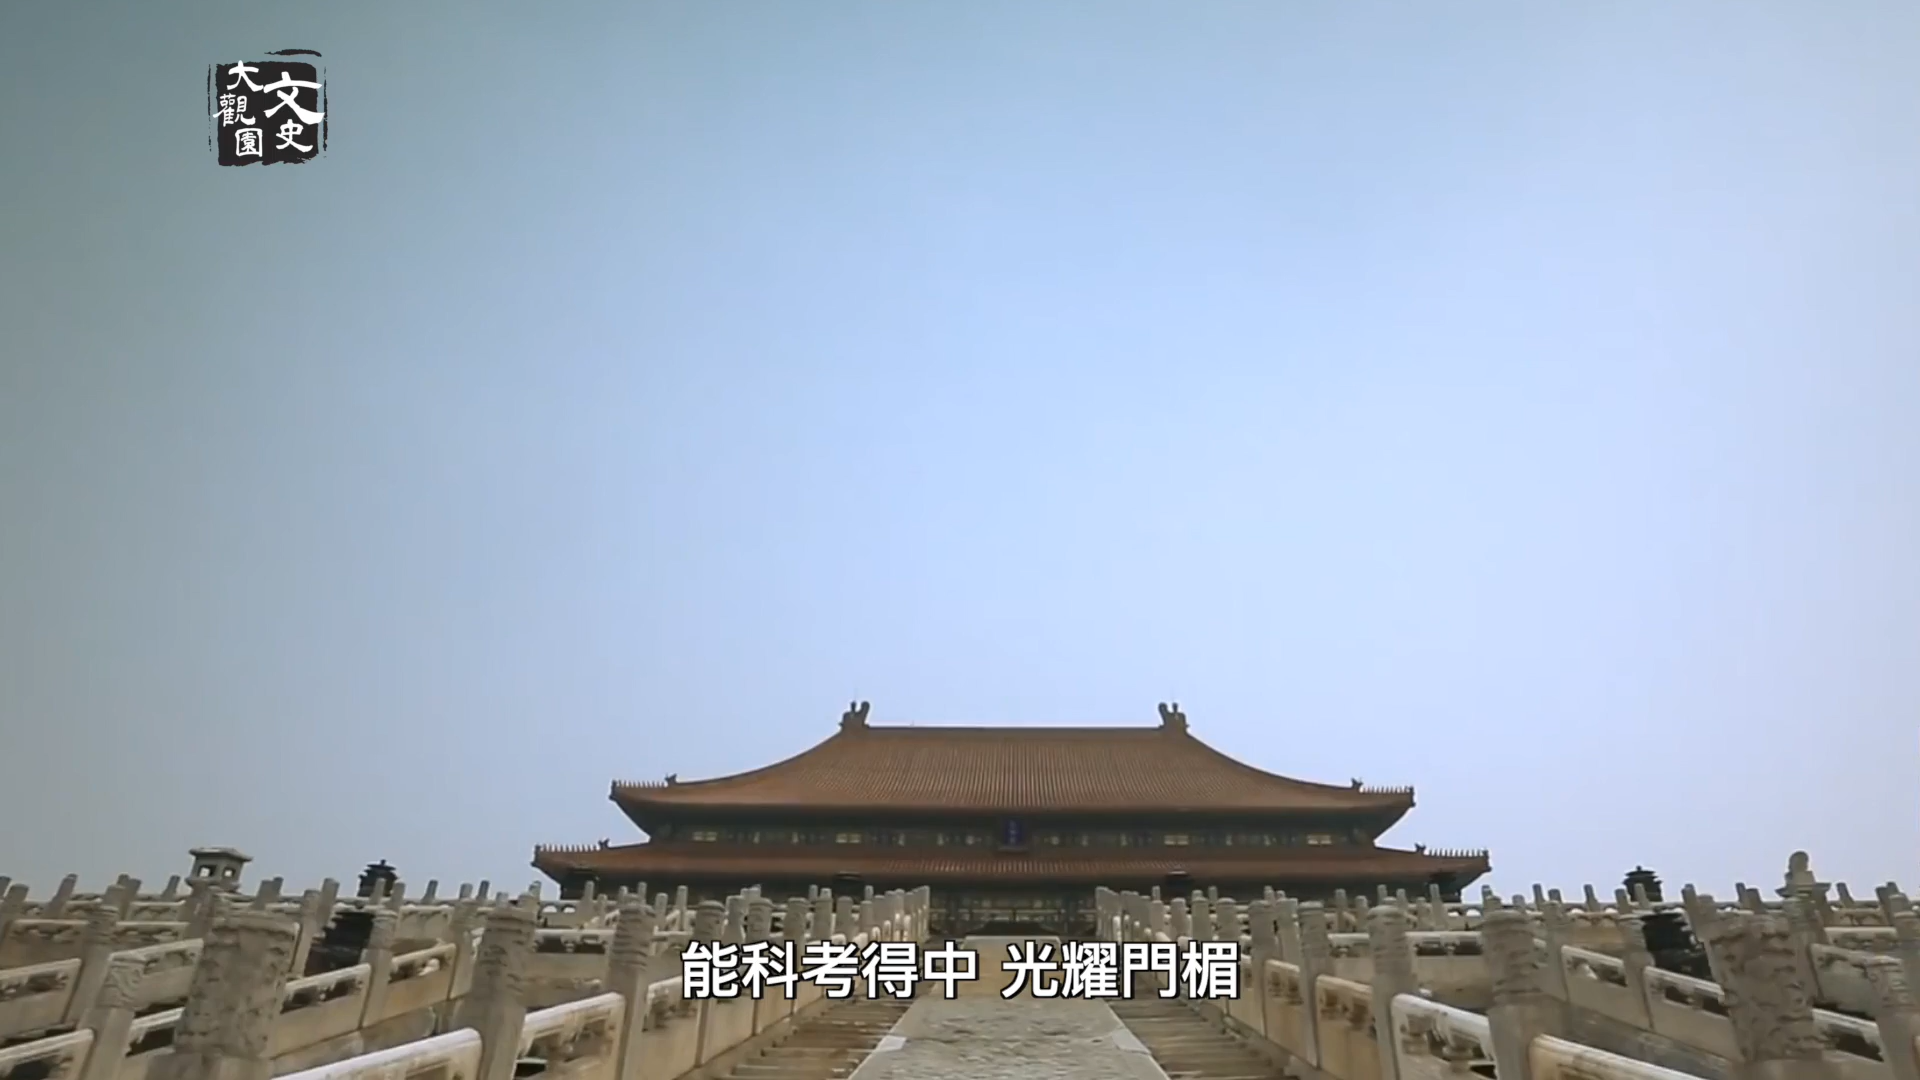 文史
大觀園
能科考得中 光耀門楣